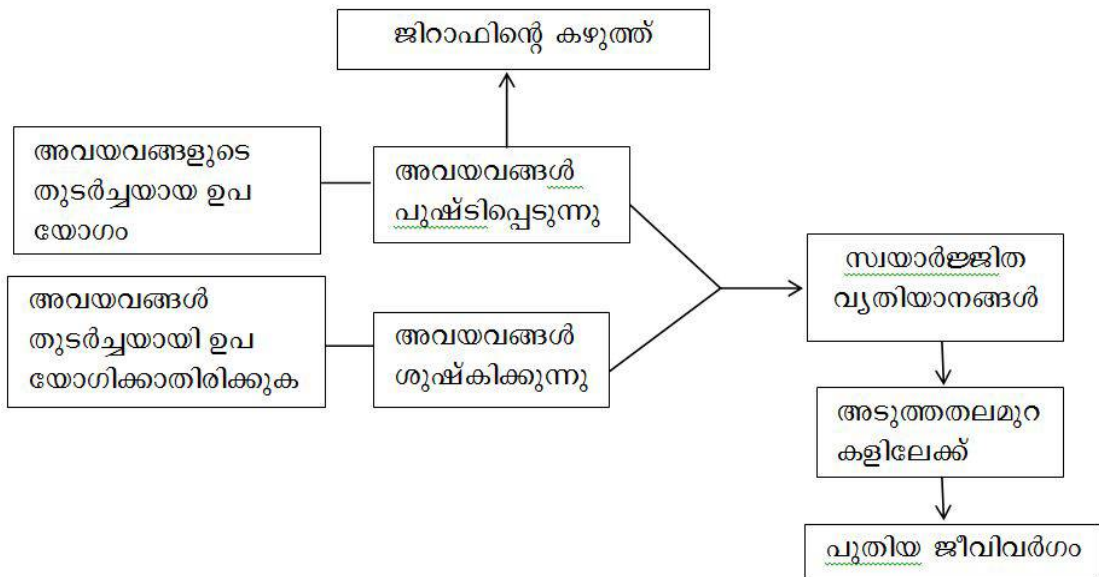 ജിറാഫിന്റെ കഴുത്ത്
അവയവങ്ങളുടെ
തുടർച്ചയായ ഉപ
യോഗം
അവയവങ്ങൾ
പുഷ്ടിപ്പെടുന്നു
അവയവങ്ങൾ
തുടർച്ചയായി ഉപ
യോഗിക്കാതിരിക്കുക
അവയവങ്ങൾ
ശുഷ്കിക്കുന്നു
സ്വയാർജ്ജിത
വ്യതിയാനങ്ങൾ
അടുത്തതലമുറ
കളിലേക്ക്
പുതിയ ജീവിവർഗം